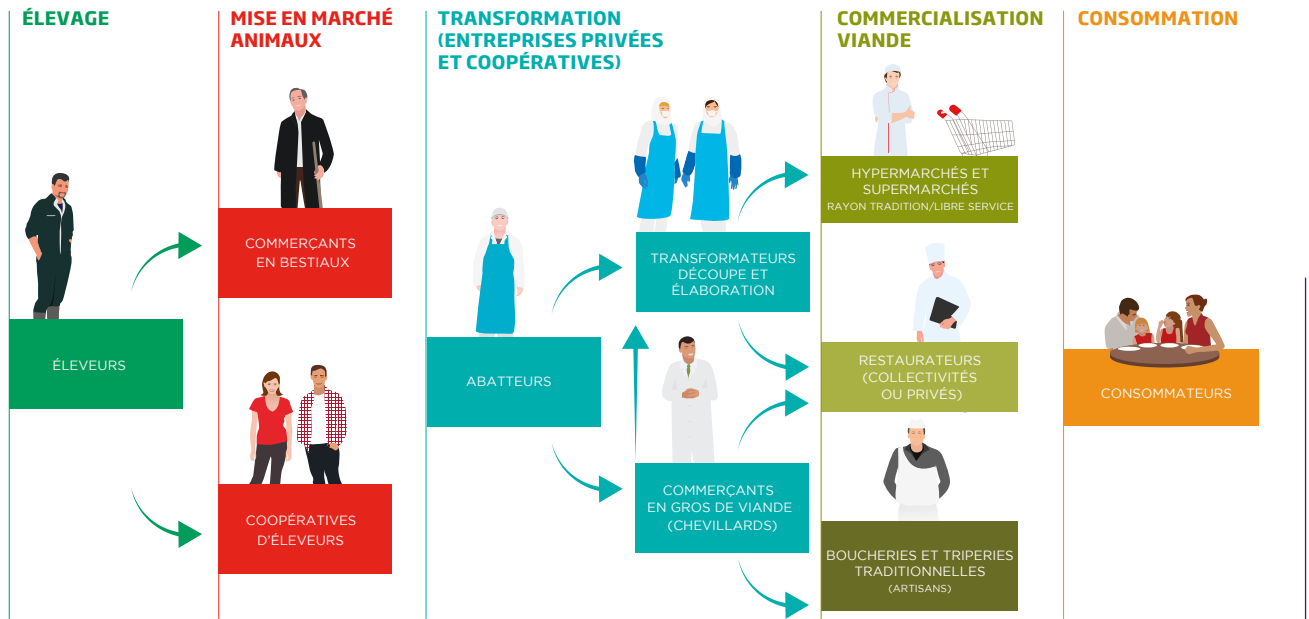 ÉLEVAGE
MISE EN MARCHÉ
ANIMAUX
TRANSFORMATION
(ENTREPRISES PRIVÉES
ET COOPÉRATIVES)
COMMERCIALISATION
VIANDE
CONSOMMATION
ÉLEVEURS
COMMERÇANTS
EN BESTIAUX
COOPÉRATIVES
D'ÉLEVEURS
ABATTEURS
TRANSFORMATEURS
DÉCOUPE ET
ÉLABORATION
COMMERÇANTS
EN GROS DE VIANDE
(CHEVILLARDS)
HYPERMARCHÉS ET
SUPERMARCHÉS
RAYON TRADITION/LIBRE SERVICE
RESTAURATEURS
(COLLECTIVITÉS
OU PRIVÉS)
BOUCHERIES ET TRIPERIES
TRADITIONNELLES
(ARTISANS)
CONSOMMATEURS